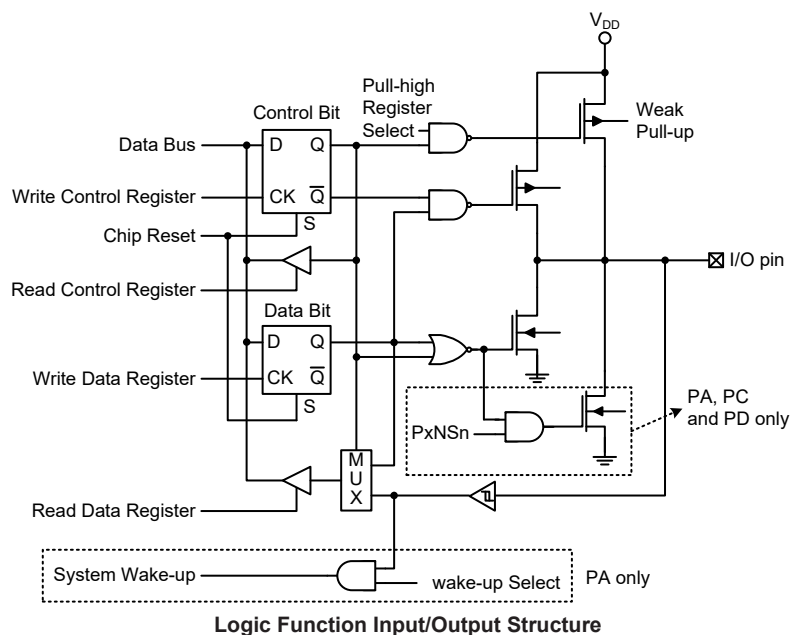 V_DD
Pull-high
Register
Select
Weak
Pull-up
Control Bit
Data Bus
D
Q
Write Control Register
CK
Q̅
S
Chip Reset
I/O pin
Read Control Register
Data Bit
D
Q
Write Data Register
CK
Q̅
S
PA, PC
and PD only
PxNSn
M
U
X
Read Data Register
System Wake-up
wake-up Select
PA only
Logic Function Input/Output Structure